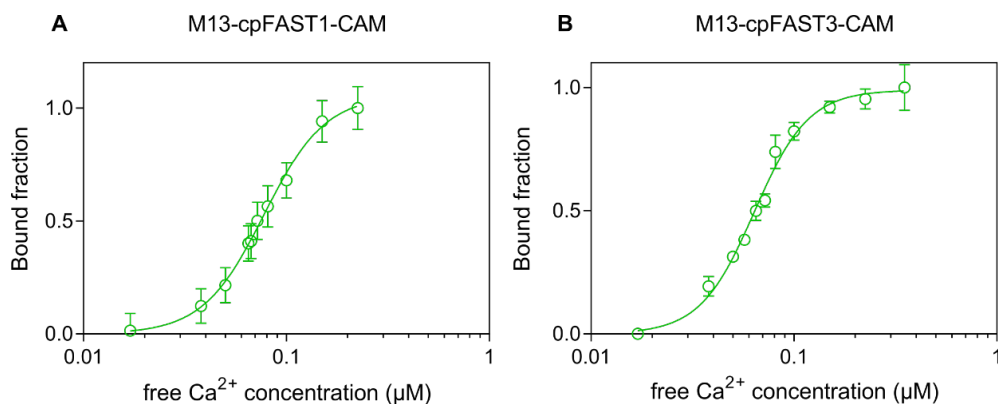 A
M13-cpFAST1-CAM
Bound fraction
1.0
0.5
0.0
0.01
0.1
1
free Ca²⁺ concentration (µM)
B
M13-cpFAST3-CAM
Bound fraction
1.0
0.5
0.0
0.01
0.1
1
free Ca²⁺ concentration (µM)